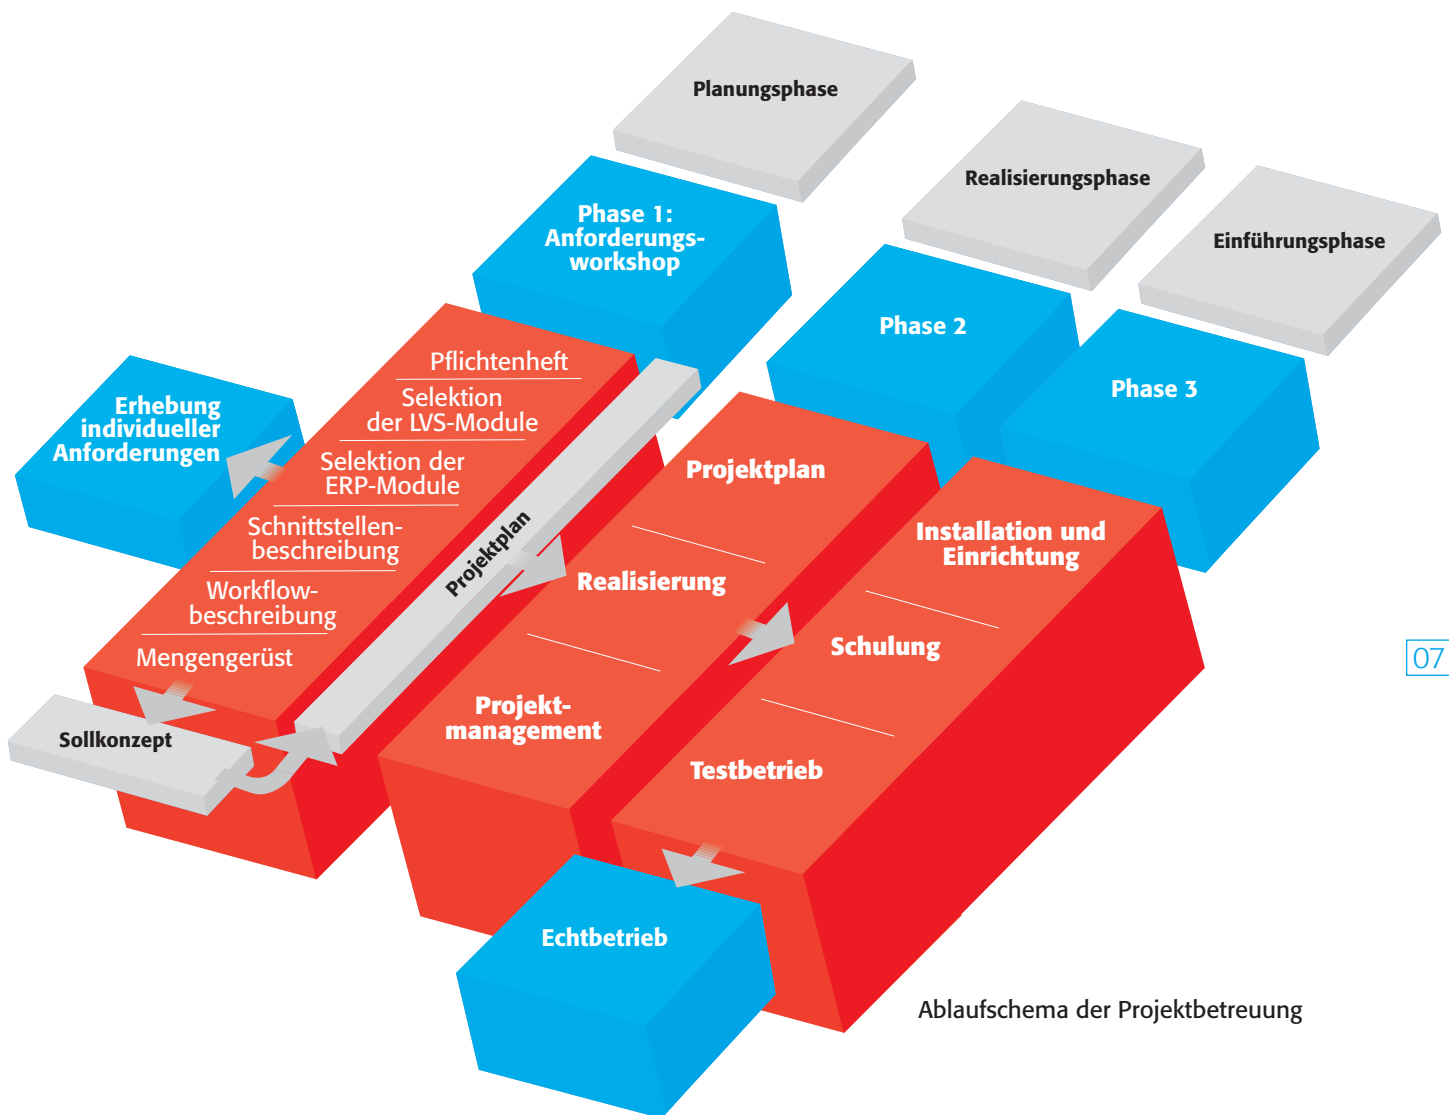 Planungsphase
Realisierungsphase
Einführungsphase
Phase 1:
Anforderungs-
workshop
Phase 2
Phase 3
Erhebung
individueller
Anforderungen
Pflichtenheft
Selektion
der LVS-Module
Selektion der
ERP-Module
Schnittstellen-
beschreibung
Workflow-
beschreibung
Mengengerüst
Sollkonzept
Projektplan
Projektplan
Realisierung
Projekt-
management
Installation und
Einrichtung
Schulung
Testbetrieb
Echtbetrieb
07
Ablaufschema der Projektbetreuung